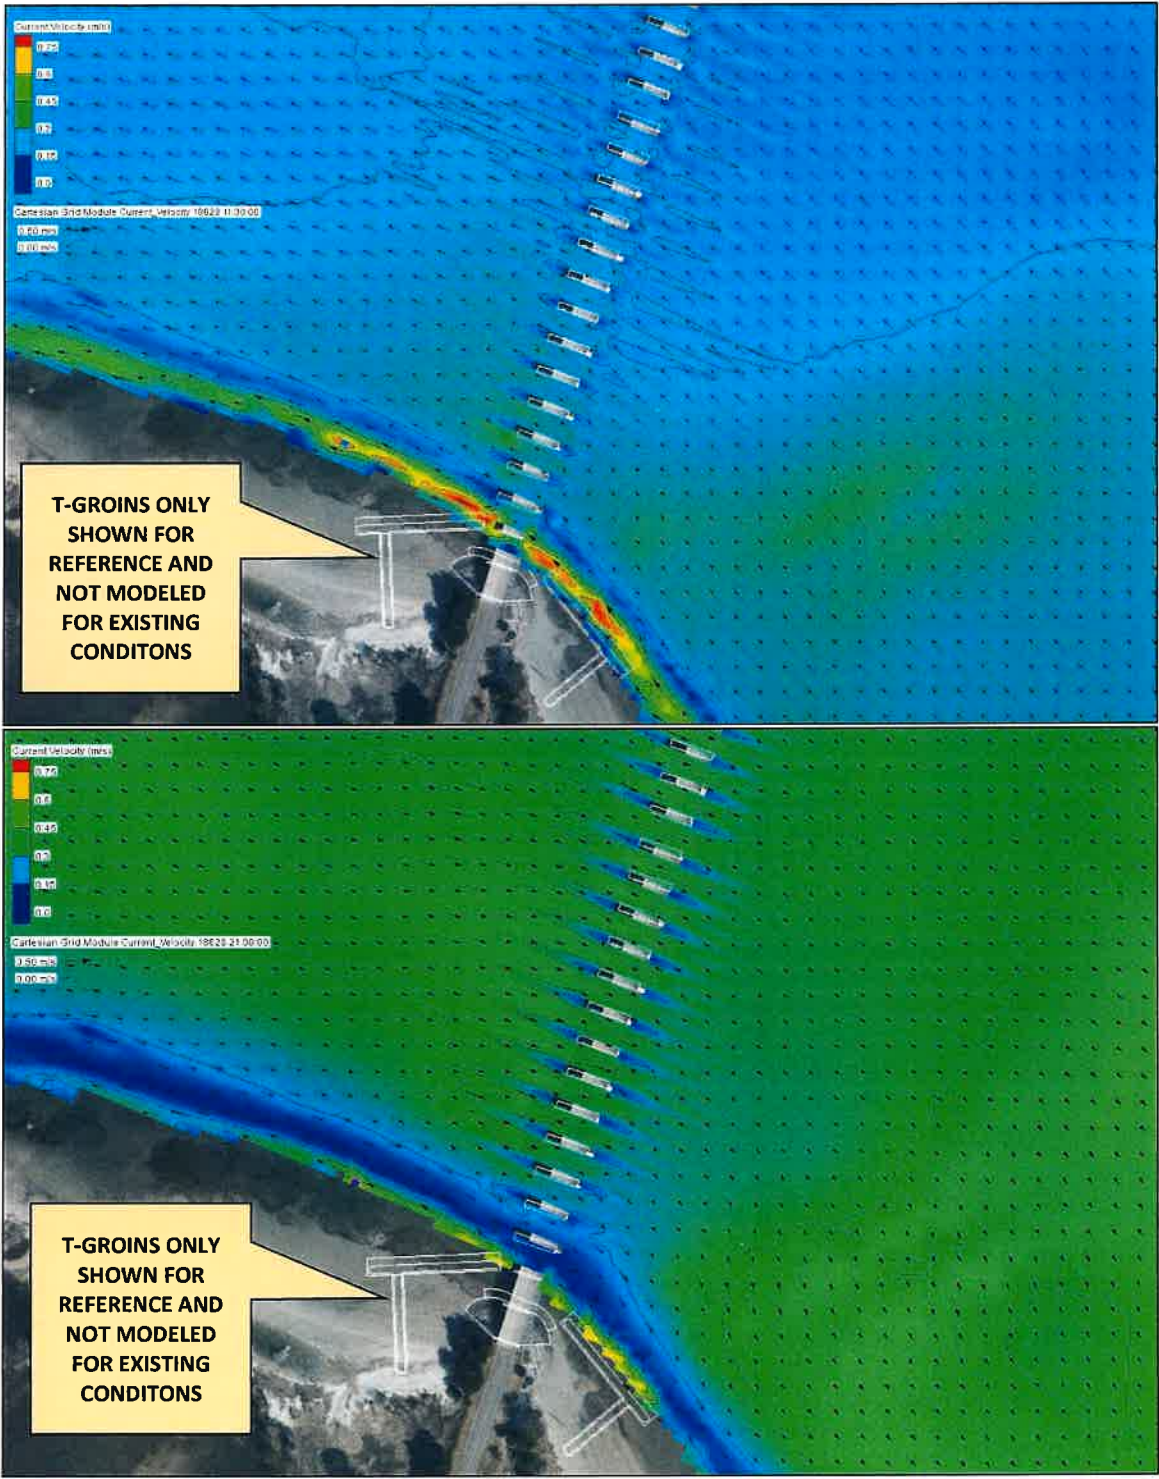 Current Velocity (m/s)
0.75
0.6
0.45
0.15
0.0
Cartesian Grid Module Current_Velocity
0.50 m/s
0.00 m/s
T-GROINS ONLY
SHOWN FOR
REFERENCE AND
NOT MODELED
FOR EXISTING
CONDITONS
Current Velocity (m/s)
0.75
0.6
0.45
0.3
0.15
0.0
Cartesian Grid Module Current_Velocity
0.50 m/s
0.00 m/s
T-GROINS ONLY
SHOWN FOR
REFERENCE AND
NOT MODELED
FOR EXISTING
CONDITONS